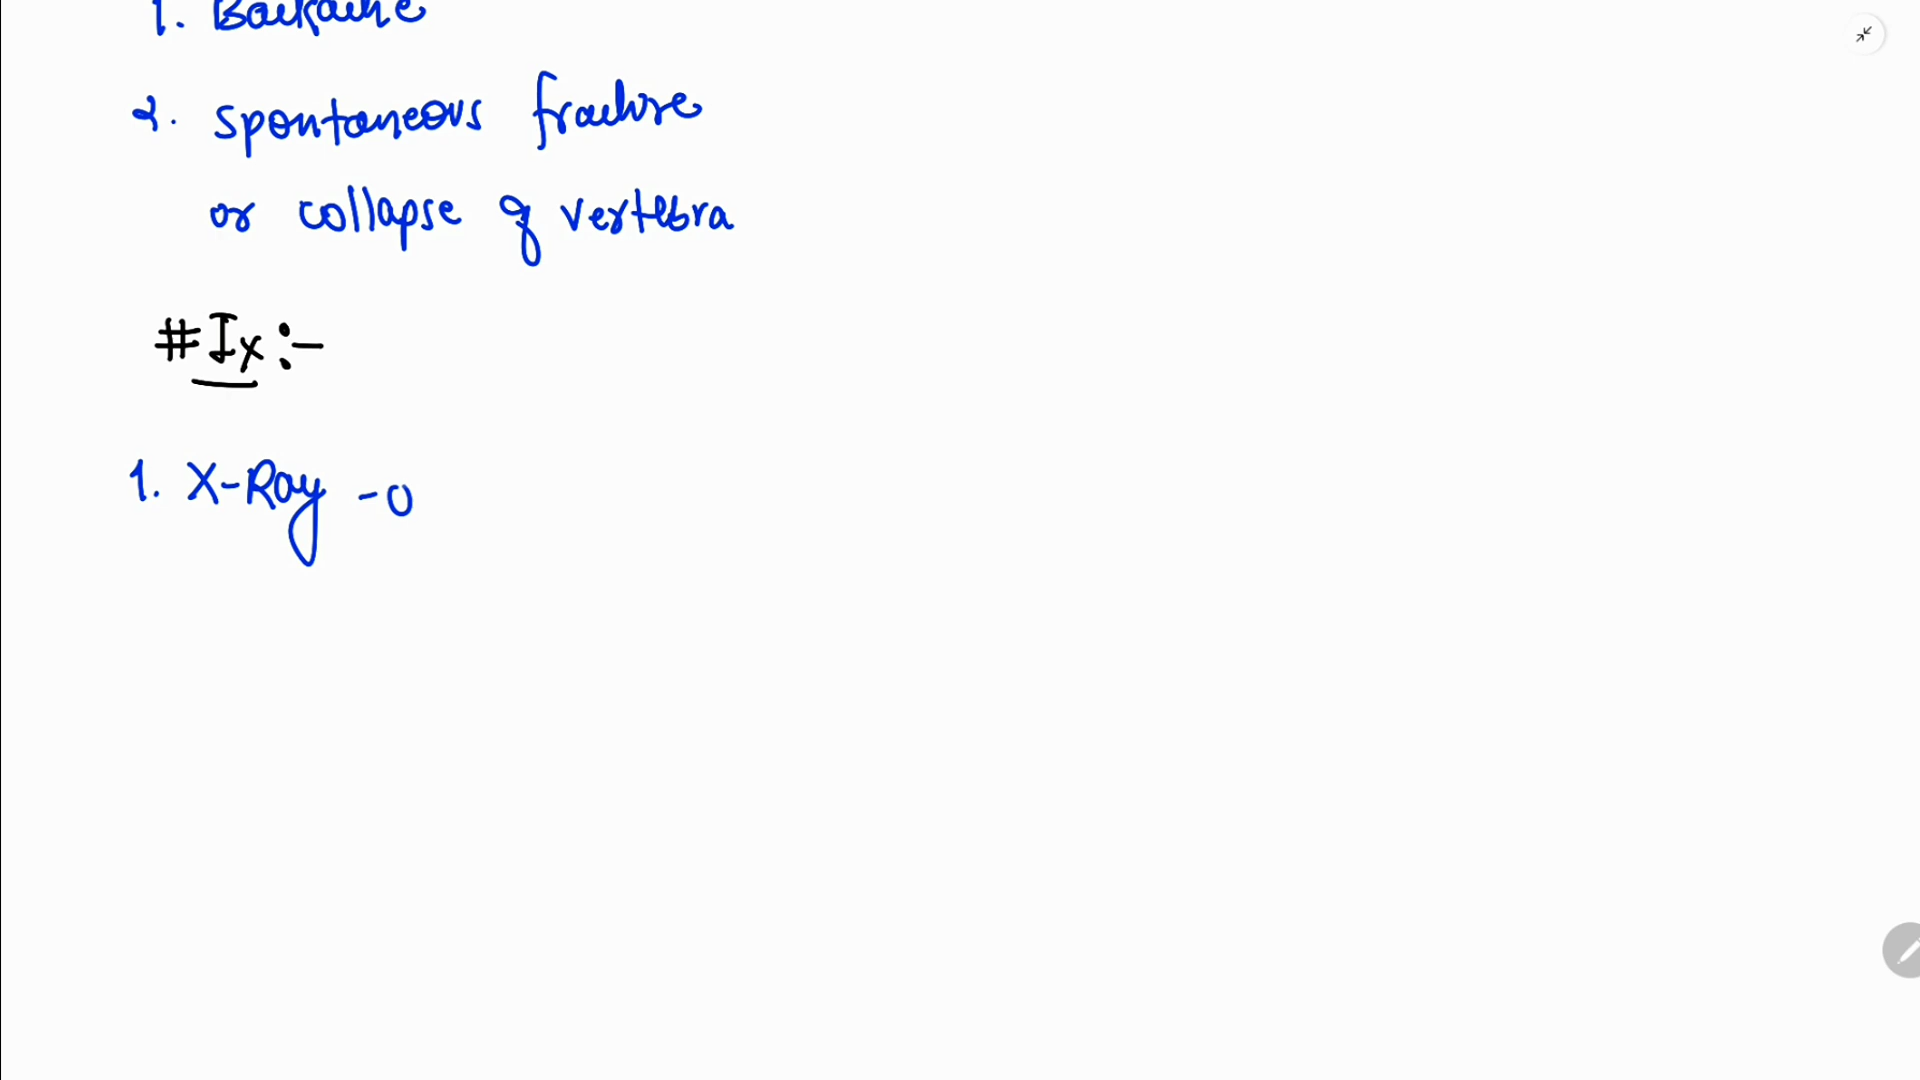 1. Backache
2. spontaneous fracture
or collapse of vertebra
#Ix:-
1. X-Ray - O